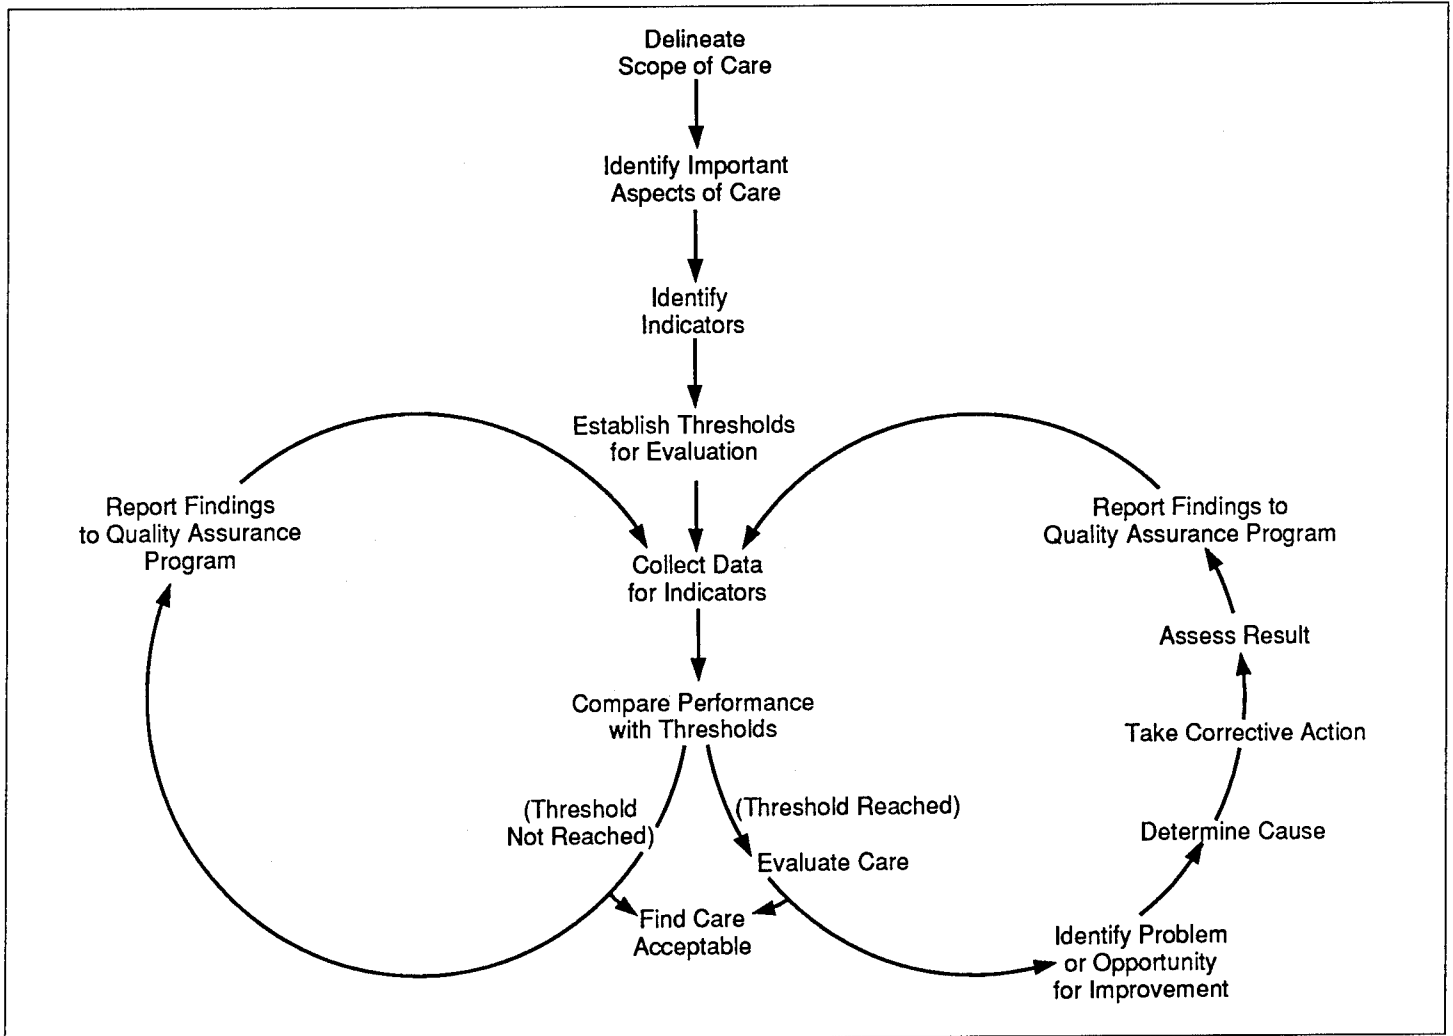 Delineate
Scope of Care
Identify Important
Aspects of Care
Identify
Indicators
Establish Thresholds
for Evaluation
Report Findings
to Quality Assurance
Program
Report Findings to
Quality Assurance Program
Collect Data
for Indicators
Assess Result
Compare Performance
with Thresholds
Take Corrective Action
(Threshold
Not Reached)
(Threshold Reached)
Determine Cause
Evaluate Care
Find Care
Acceptable
Identify Problem
or Opportunity
for Improvement